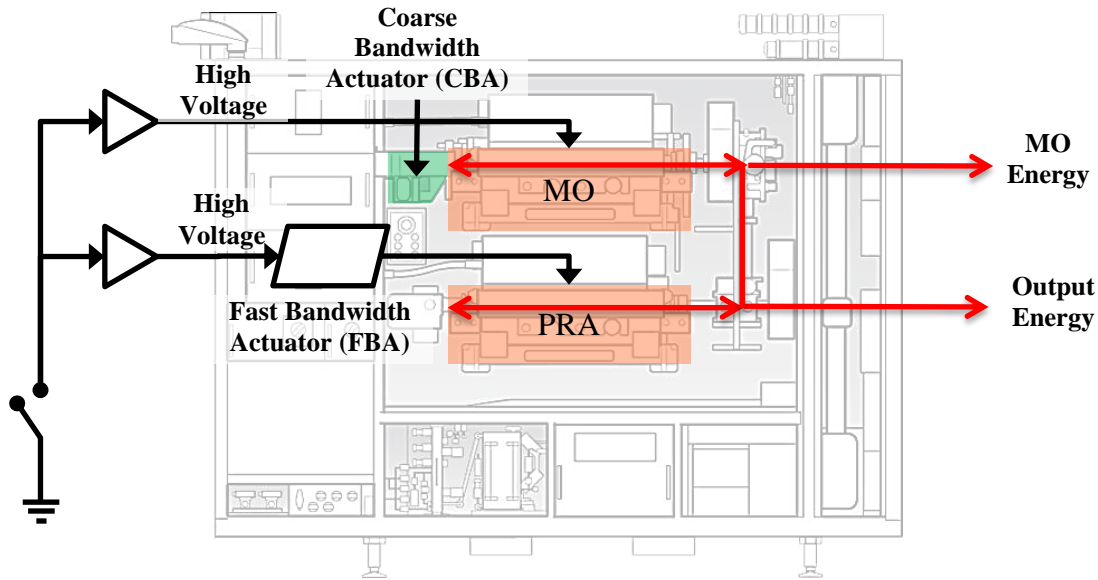 Coarse
Bandwidth
Actuator (CBA)
High
Voltage
MO
MO
Energy
High
Voltage
Fast Bandwidth
Actuator (FBA)
PRA
Output
Energy